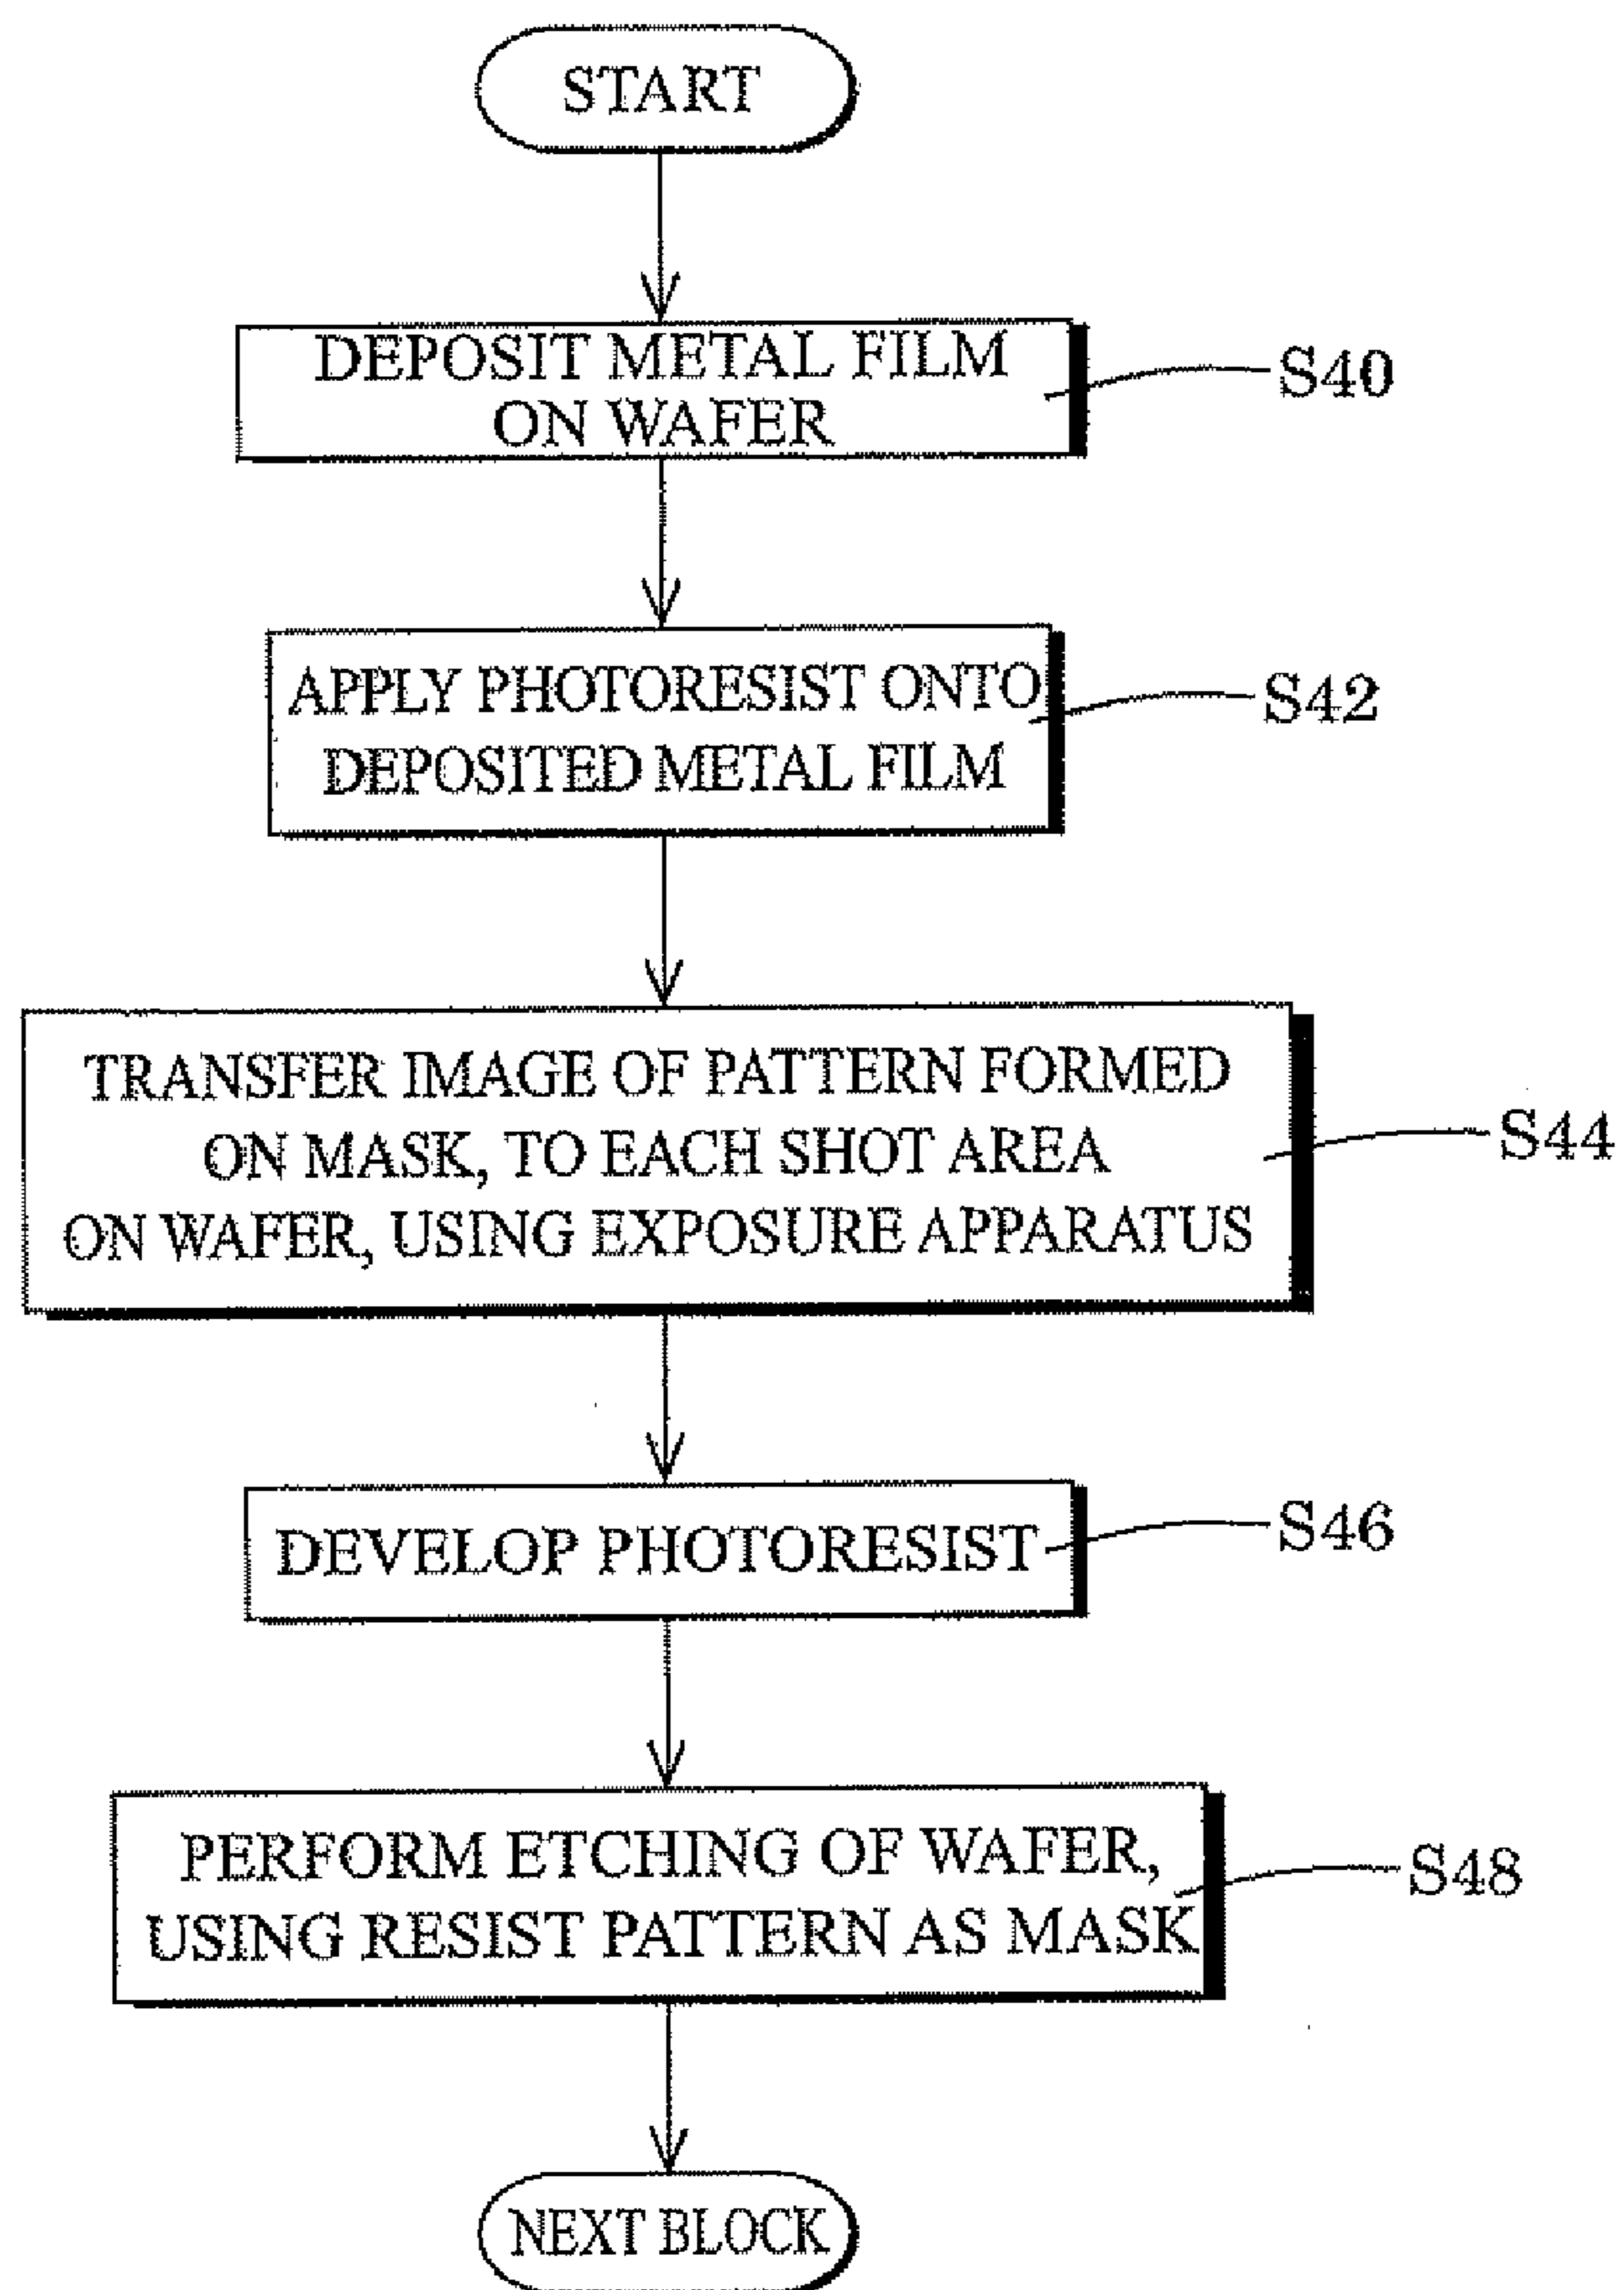 START
DEPOSIT METAL FILM
ON WAFER
S40
APPLY PHOTORESIST ONTO
DEPOSITED METAL FILM
S42
TRANSFER IMAGE OF PATTERN FORMED
ON MASK, TO EACH SHOT AREA
ON WAFER, USING EXPOSURE APPARATUS
S44
DEVELOP PHOTORESIST
S46
PERFORM ETCHING OF WAFER,
USING RESIST PATTERN AS MASK
S48
NEXT BLOCK